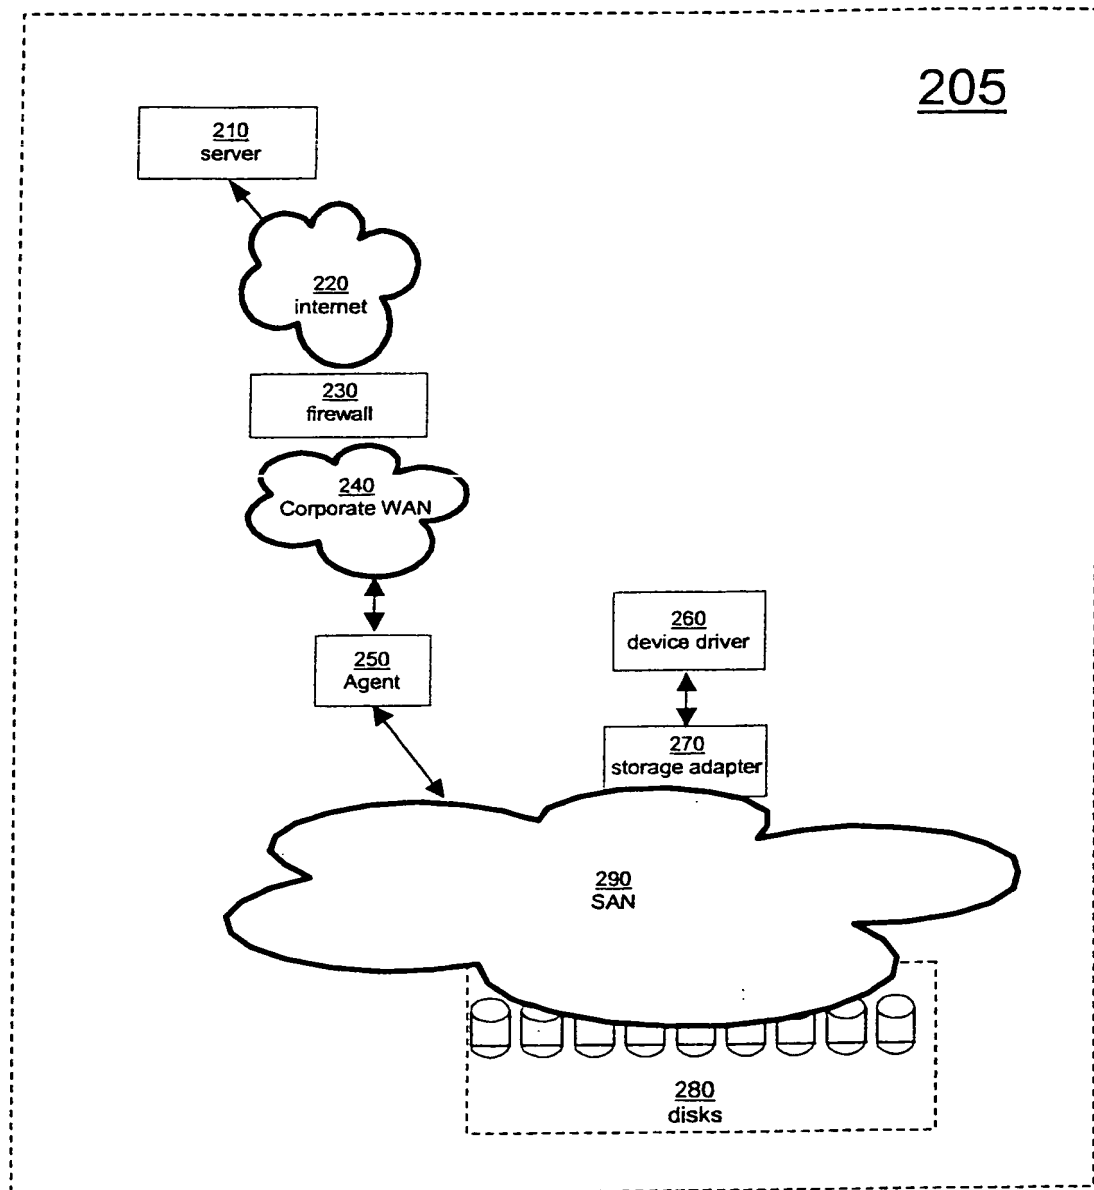 205
210
server
220
internet
230
firewall
240
Corporate WAN
250
Agent
260
device driver
270
storage adapter
290
SAN
280
disks